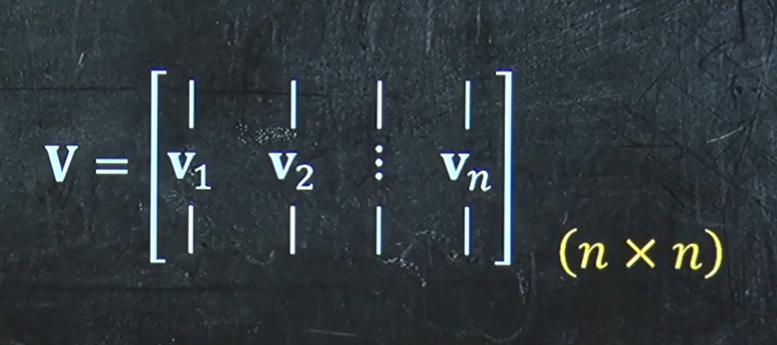 V = [ | | | |
v₁ v₂ ⋮ vₙ
| | | | ]
(n × n)